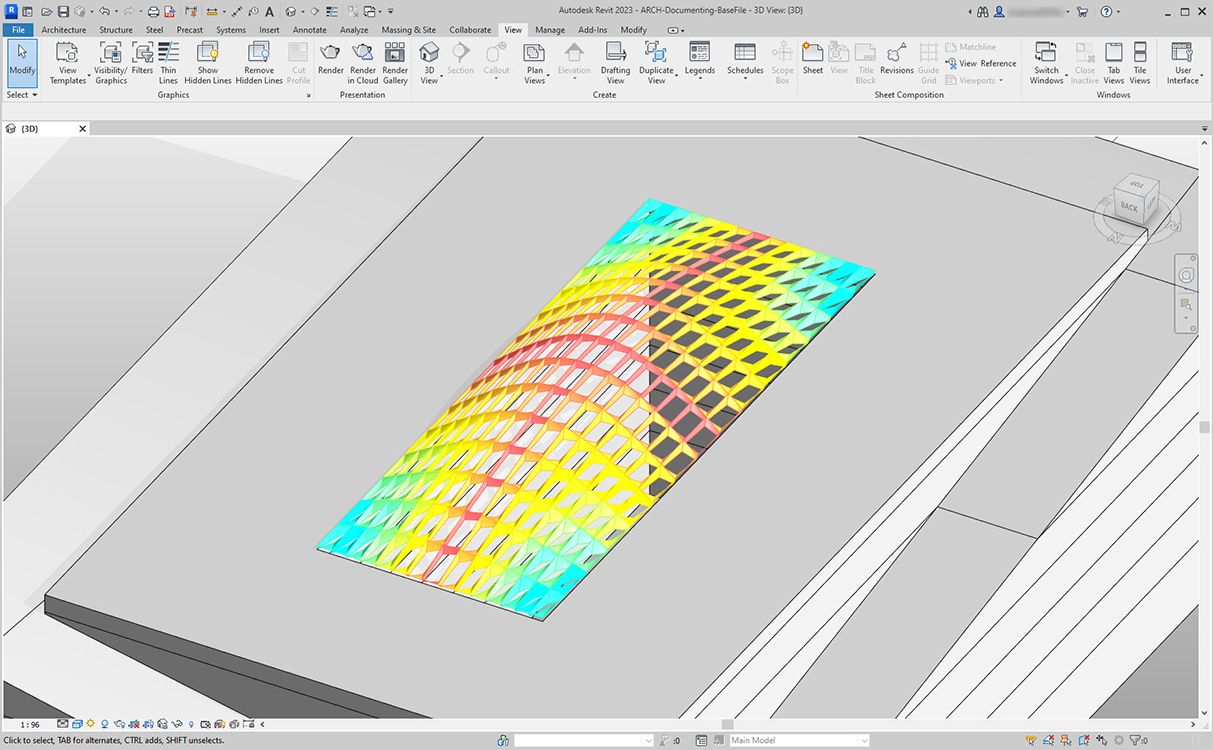 R A
Autodesk Revit 2023 - ARCH-Documenting-BaseFile - 3D View: {3D}
File Architecture Structure Steel Precast Systems Insert Annotate Analyze Massing & Site Collaborate View Manage Add-Ins Modify
Modify
View Templates
Visibility/ Graphics
Filters
Thin Lines
Show Hidden Lines
Remove Hidden Lines
Cut Profile
Render
Render in Cloud
Render Gallery
3D View
Section
Callout
Plan Views
Elevation
Drafting View
Duplicate View
Legends
Schedules
Scope Box
Sheet
View
Title Block
Revisions
Guide Grid
Matchline
View Reference
Viewports
Switch Windows
Close Inactive
Tab Views
Tile Views
User Interface
Select Graphics Presentation Create Sheet Composition Windows
{3D}
TOP
BACK
N
1 : 96
Click to select, TAB for alternates, CTRL adds, SHIFT unselects.
:0
Main Model
:0